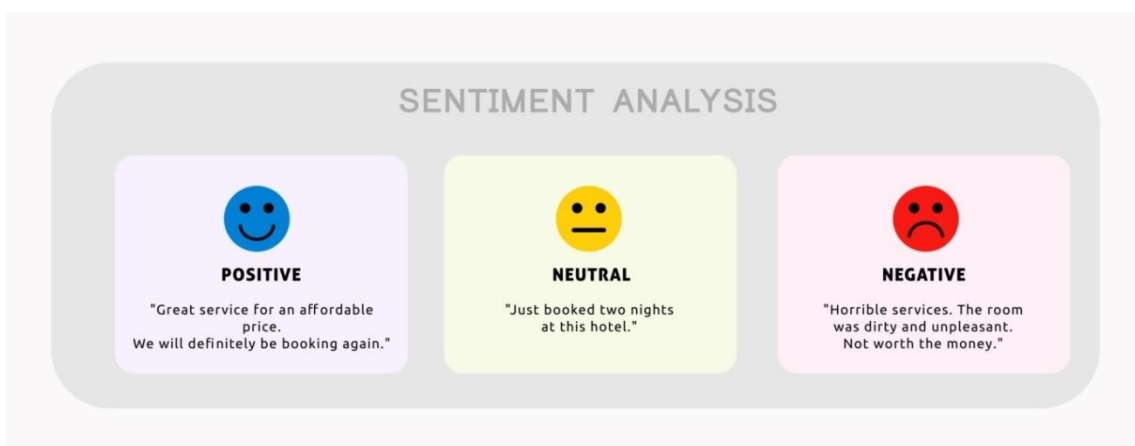 SENTIMENT ANALYSIS
POSITIVE
"Great service for an affordable
price.
We will definitely be booking again."
NEUTRAL
"Just booked two nights
at this hotel."
NEGATIVE
"Horrible services. The room
was dirty and unpleasant.
Not worth the money."